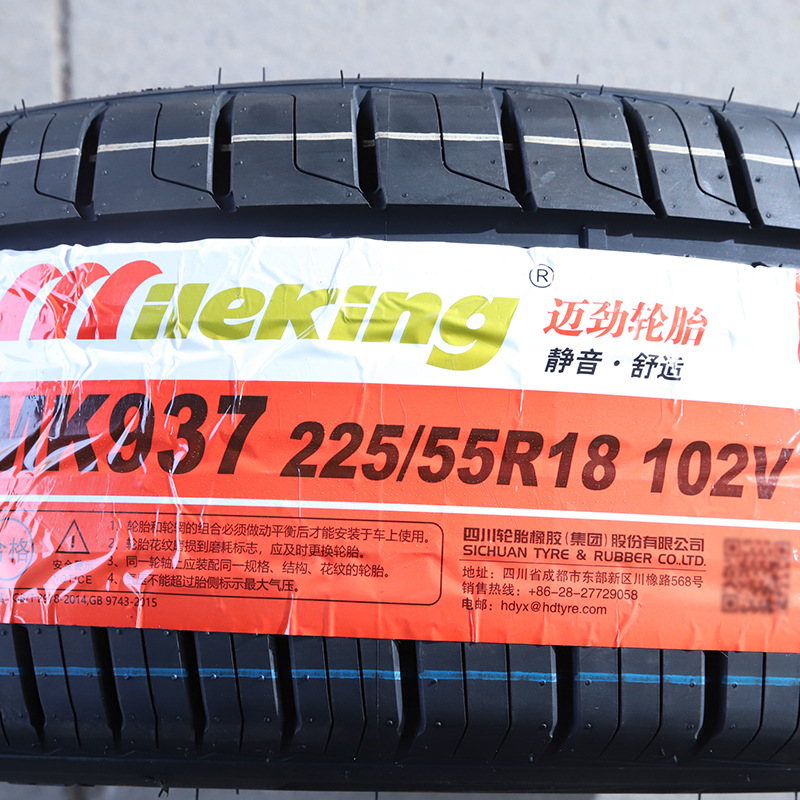 Mileking ®
迈劲轮胎
静音·舒适
MK937 225/55R18 102V
1、轮胎和轮辋的组合必须做动平衡后才能安装于车上使用。
2、轮胎花纹磨损到磨耗标志，应及时更换轮胎。
3、同一轮轴上应装配同一规格、结构、花纹的轮胎。
4、不能超过胎侧标示最大气压。
合格
GB 9743-2015
四川轮胎橡胶(集团)股份有限公司
SICHUAN TYRE & RUBBER CO.LTD.
地址：四川省成都市东部新区川橡路568号
销售热线：+86-28-27729058
电邮：hdyx@hdtyre.com